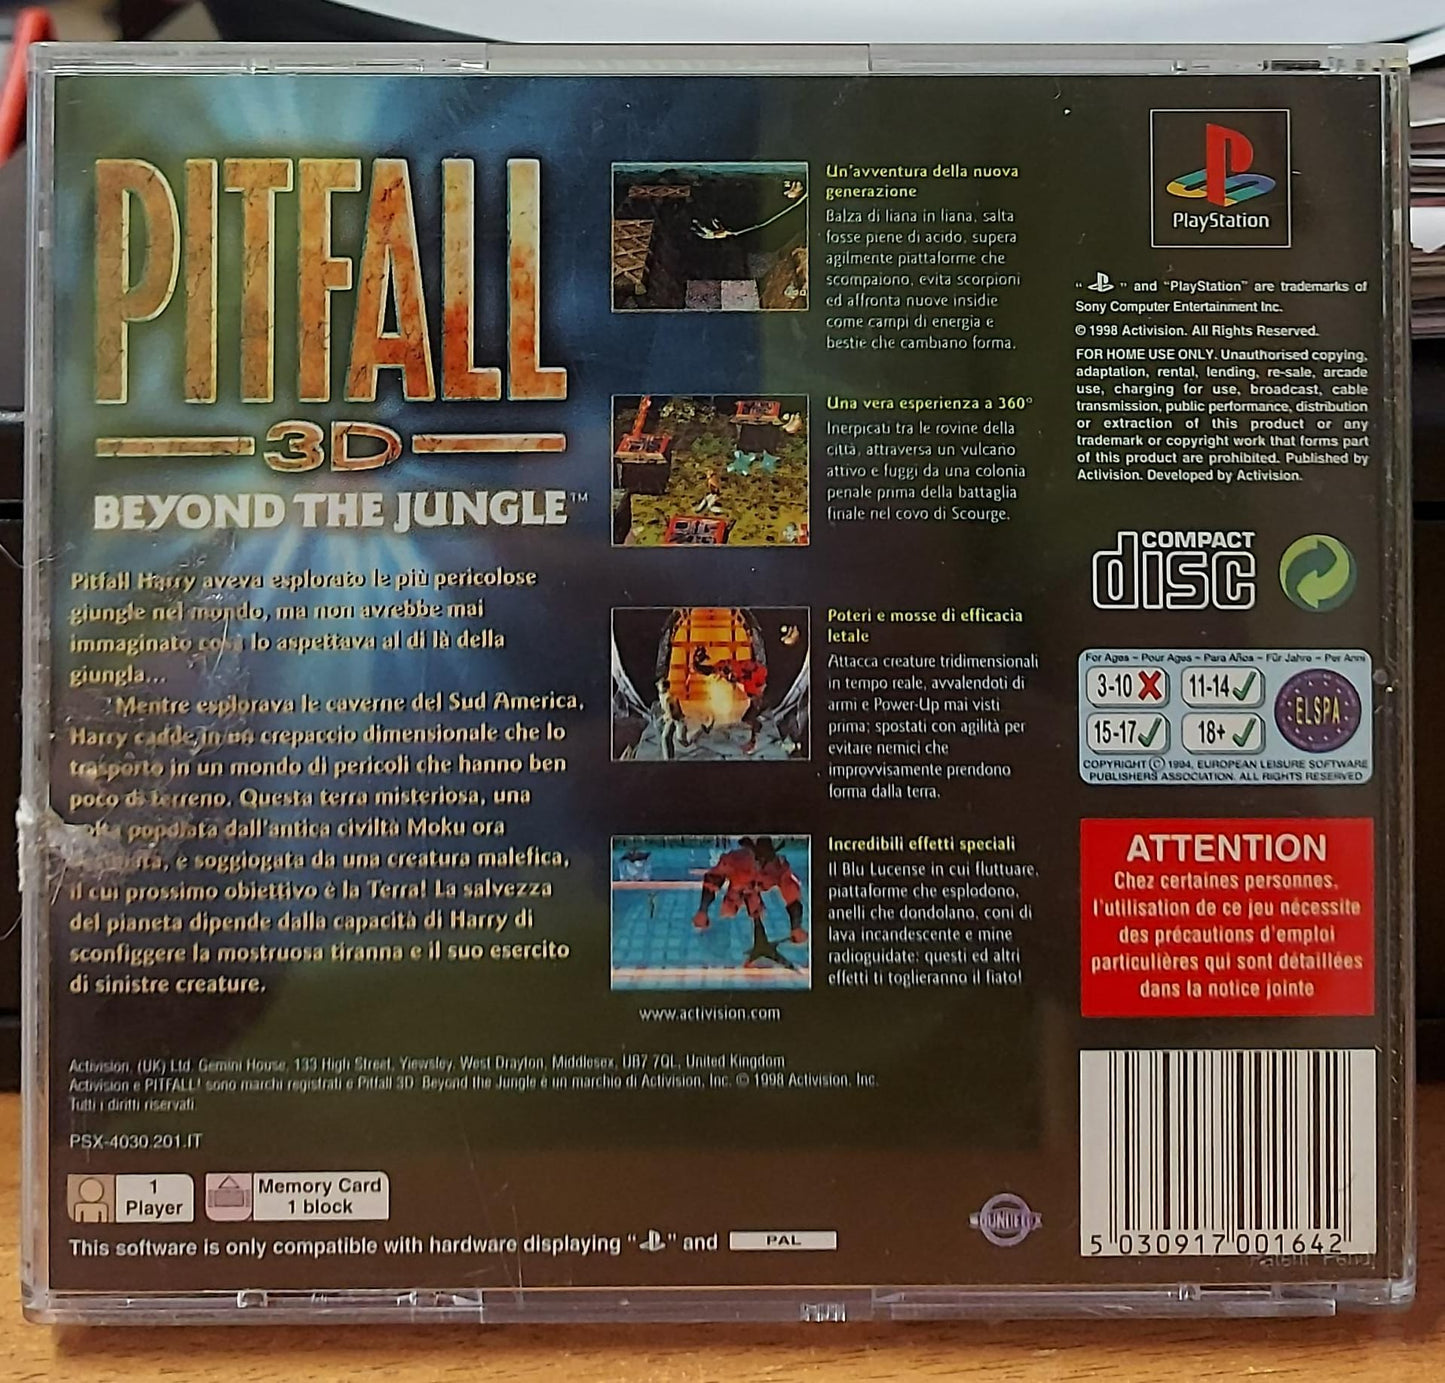 PITFALL
3D
BEYOND THE JUNGLE™
Pitfall Harry aveva esplorato le più pericolose
giungle nel mondo, ma non avrebbe mai
immaginato cosa lo aspettava al di là della
giungla...
Mentre esplorava le caverne del Sud America,
Harry cadde in un crepaccio dimensionale che lo
trasportò in un mondo di pericoli che hanno ben
poco di terreno. Questa terra misteriosa, una
volta popolata dall'antica civiltà Moku ora
è soggiogata da una creatura malefica,
il cui prossimo obiettivo è la Terra! La salvezza
del pianeta dipende dalla capacità di Harry di
sconfiggere la mostruosa tiranna e il suo esercito
di sinistre creature.
Un'avventura della nuova
generazione
Balza di liana in liana, salta
fosse piene di acido, supera
agilmente piattaforme che
scompaiono, evita scorpioni
ed affronta nuove insidie
come campi di energia e
bestie che cambiano forma.
Una vera esperienza a 360°
Inerpicati tra le rovine della
città, attraversa un vulcano
attivo e fuggi da una colonia
penale prima della battaglia
finale nel covo di Scourge.
Poteri e mosse di efficacia
letale
Attacca creature tridimensionali
in tempo reale, avvalendoti di
armi e Power-Up mai visti
prima; spostati con agilità per
evitare nemici che
improvvisamente prendono
forma dalla terra.
Incredibili effetti speciali
Il Blu Lucense in cui fluttuare,
piattaforme che esplodono,
anelli che dondolano, coni di
lava incandescente e mine
radioguidate: questi ed altri
effetti ti toglieranno il fiato!
www.activision.com
PlayStation
" " and "PlayStation" are trademarks of
Sony Computer Entertainment Inc.
© 1998 Activision. All Rights Reserved.
FOR HOME USE ONLY. Unauthorised copying,
adaptation, rental, lending, re-sale, arcade
use, charging for use, broadcast, cable
transmission, public performance, distribution
or extraction of this product or any
trademark or copyright work that forms part
of this product are prohibited. Published by
Activision. Developed by Activision.
COMPACT
disc
For Ages – Pour Ages – Para Años – Für Jahre – Per Anni
3-10 11-14
15-17 18+
ELSPA
COPYRIGHT © 1994, EUROPEAN LEISURE SOFTWARE
PUBLISHERS ASSOCIATION. ALL RIGHTS RESERVED
ATTENTION
Chez certaines personnes,
l'utilisation de ce jeu nécessite
des précautions d'emploi
particulières qui sont détaillées
dans la notice jointe
Activision, (UK) Ltd. Gemini House, 133 High Street, Yiewsley, West Drayton, Middlesex, UB7 7QL, United Kingdom
Activision e PITFALL! sono marchi registrati e Pitfall 3D: Beyond the Jungle è un marchio di Activision, Inc. © 1998 Activision, Inc.
Tutti i diritti riservati.
PSX-4030.201.IT
1
Player
Memory Card
1 block
This software is only compatible with hardware displaying " " and PAL
5 030917 001642
Patent Pend